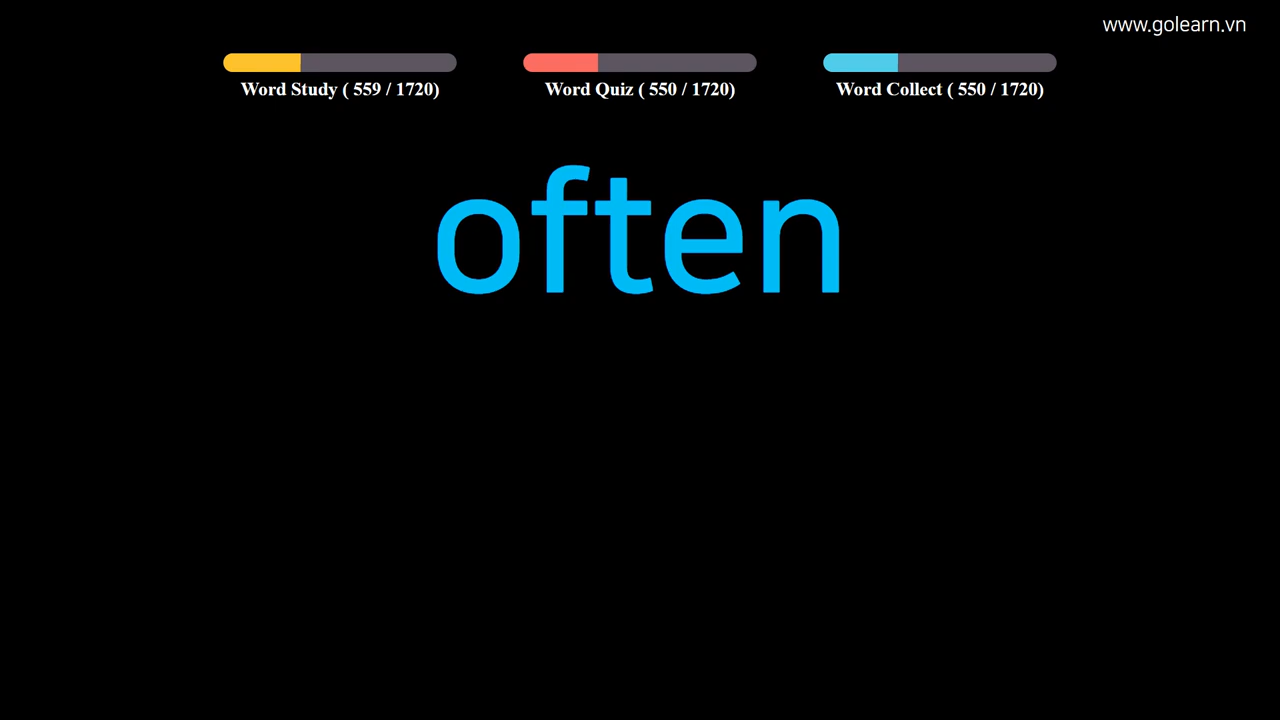 www.golearn.vn
Word Study ( 559 / 1720)
Word Quiz ( 550 / 1720)
Word Collect ( 550 / 1720)
often